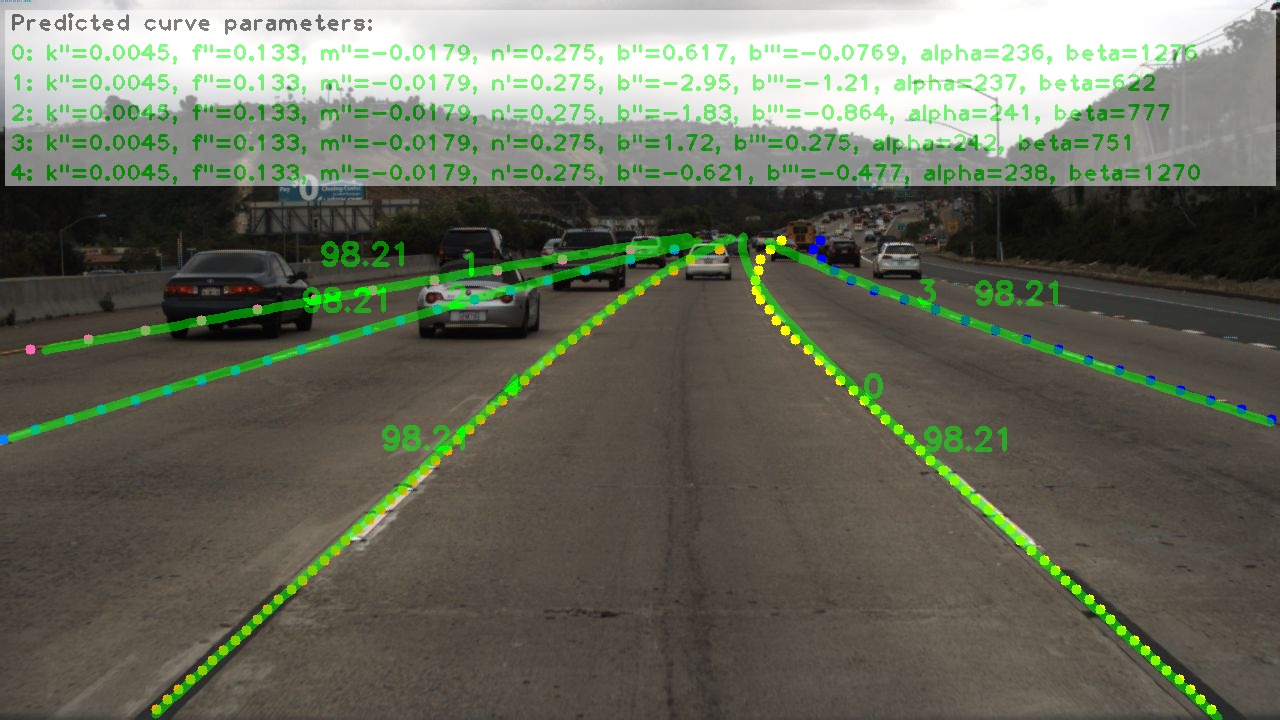 Predicted curve parameters:
0: k''=0.0045, f''=0.133, m''=-0.0179, n'=0.275, b''=0.617, b'''=-0.0769, alpha=236, beta=1276
1: k''=0.0045, f''=0.133, m''=-0.0179, n'=0.275, b''=-2.95, b'''=-1.21, alpha=237, beta=622
2: k''=0.0045, f''=0.133, m''=-0.0179, n'=0.275, b''=-1.83, b'''=-0.864, alpha=241, beta=777
3: k''=0.0045, f''=0.133, m''=-0.0179, n'=0.275, b''=1.72, b'''=0.275, alpha=242, beta=751
4: k''=0.0045, f''=0.133, m''=-0.0179, n'=0.275, b''=-0.621, b'''=-0.477, alpha=238, beta=1270
Pay 0
98.21
1
98.21
2
3 98.21
4
0
98.21
98.21